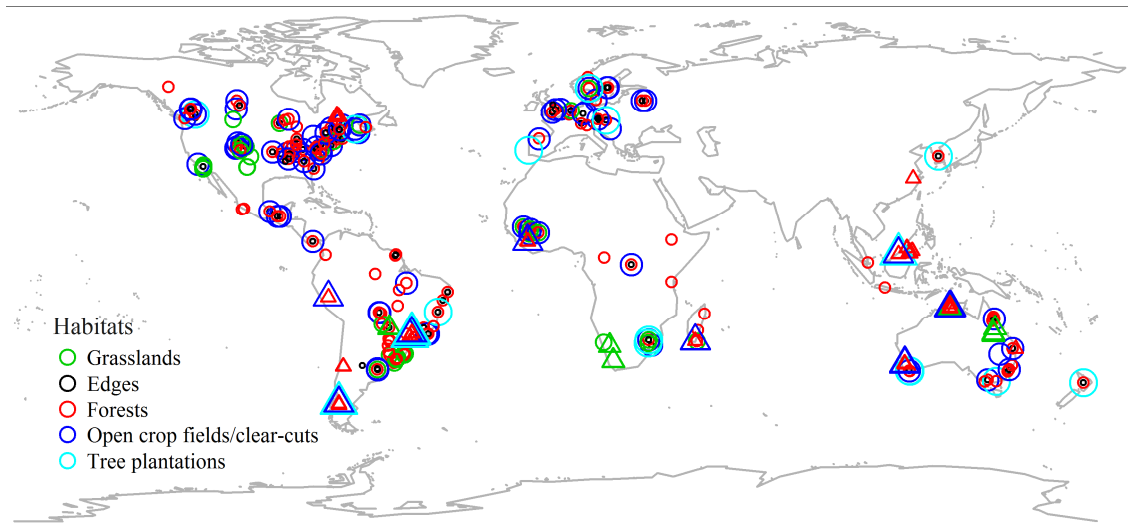 Habitats
Grasslands
Edges
Forests
Open crop fields/clear-cuts
Tree plantations